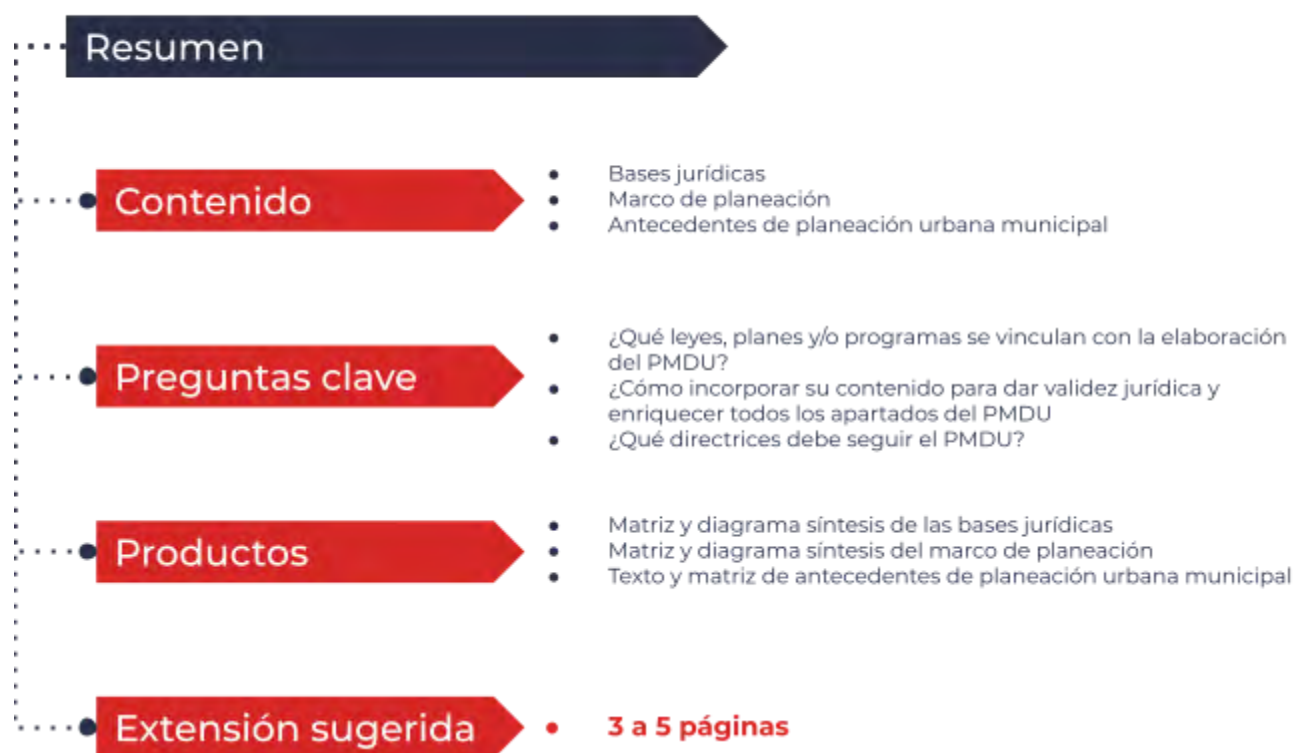 Resumen
Contenido
• Bases jurídicas
• Marco de planeación
• Antecedentes de planeación urbana municipal
Preguntas clave
• ¿Qué leyes, planes y/o programas se vinculan con la elaboración
del PMDU?
• ¿Cómo incorporar su contenido para dar validez jurídica y
enriquecer todos los apartados del PMDU
• ¿Qué directrices debe seguir el PMDU?
Productos
• Matriz y diagrama síntesis de las bases jurídicas
• Matriz y diagrama síntesis del marco de planeación
• Texto y matriz de antecedentes de planeación urbana municipal
Extensión sugerida
• 3 a 5 páginas